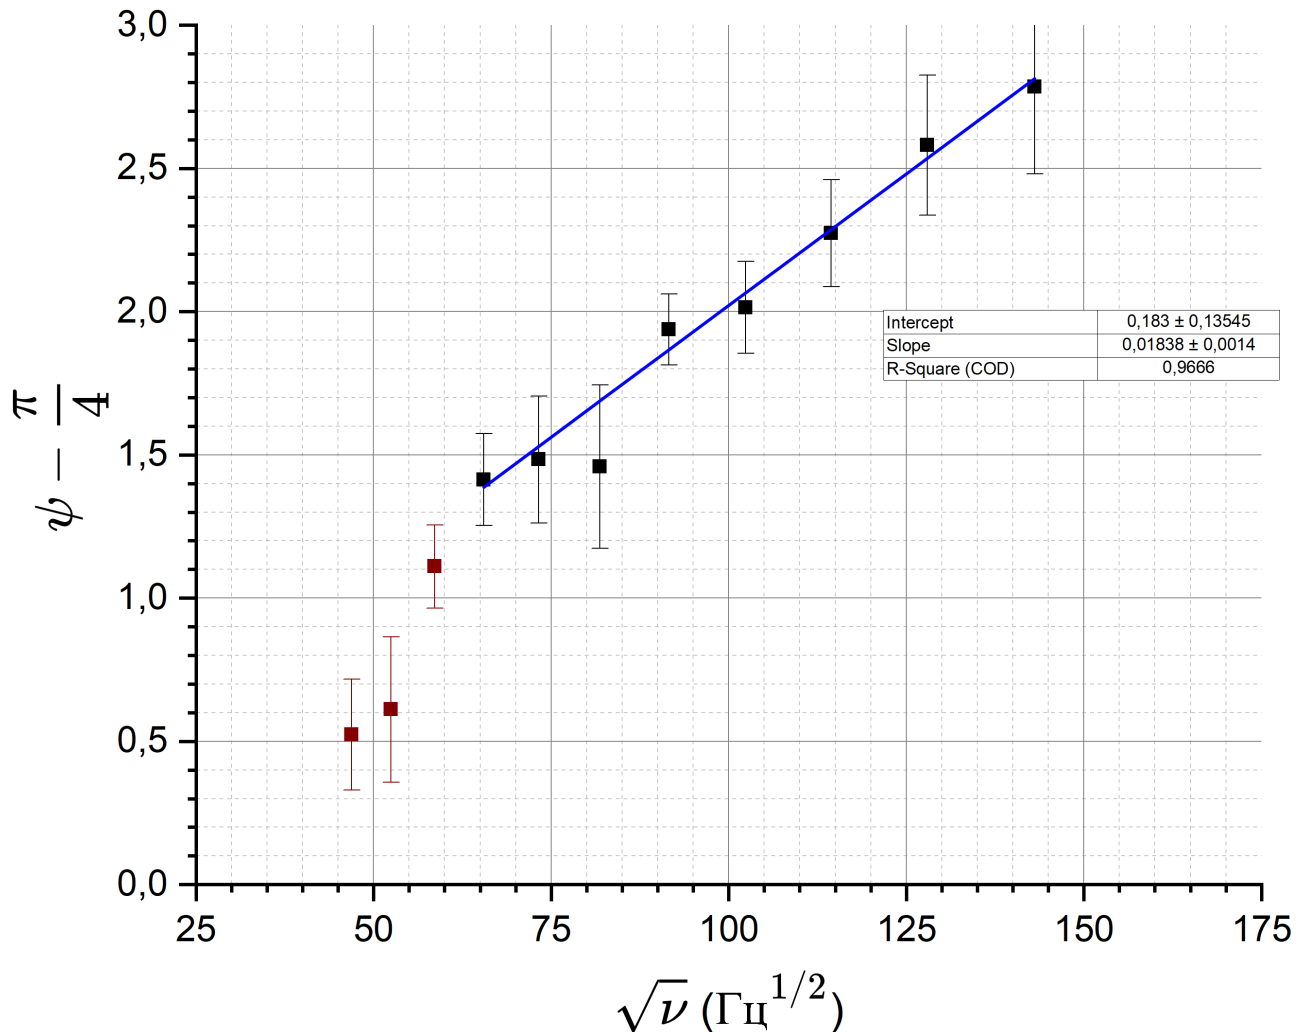 3,0
2,5
2,0
1,5
1,0
0,5
0,0
25 50 75 100 125 150 175
ψ − π/4
√ν (Гц^{1/2})
Intercept 0,183 ± 0,13545
Slope 0,01838 ± 0,0014
R-Square (COD) 0,9666